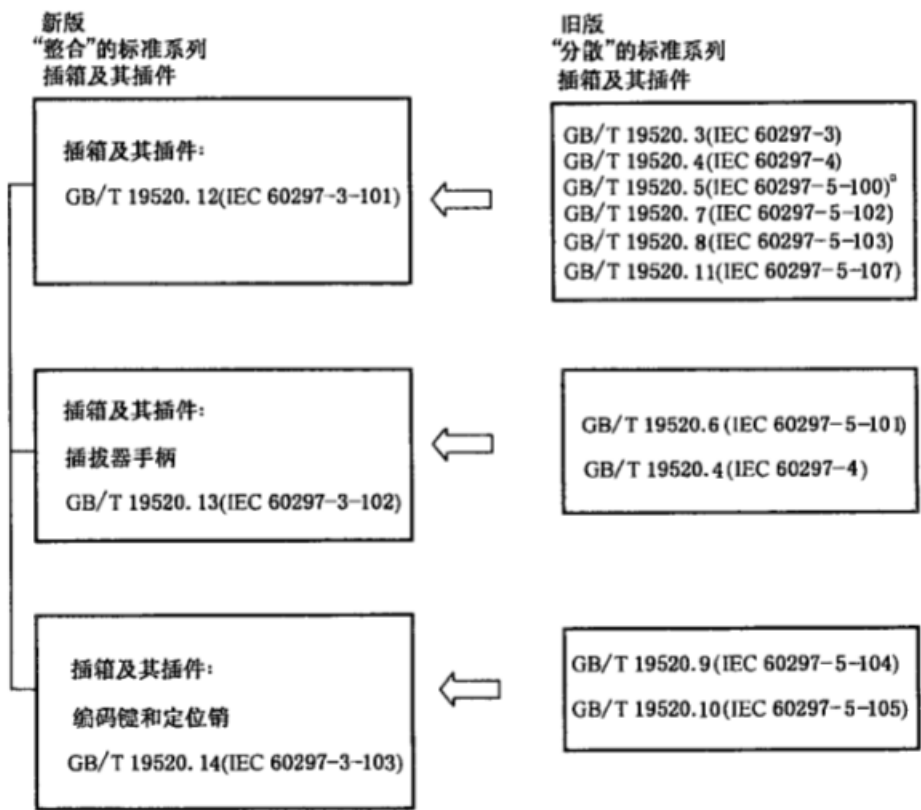 新版
“整合”的标准系列
插箱及其插件
插箱及其插件:
GB/T 19520.12(IEC 60297-3-101)
插箱及其插件:
插拔器手柄
GB/T 19520.13(IEC 60297-3-102)
插箱及其插件:
编码键和定位销
GB/T 19520.14(IEC 60297-3-103)
旧版
“分散”的标准系列
插箱及其插件
GB/T 19520.3(IEC 60297-3)
GB/T 19520.4(IEC 60297-4)
GB/T 19520.5(IEC 60297-5-100)ᵃ
GB/T 19520.7(IEC 60297-5-102)
GB/T 19520.8(IEC 60297-5-103)
GB/T 19520.11(IEC 60297-5-107)
GB/T 19520.6(IEC 60297-5-101)
GB/T 19520.4(IEC 60297-4)
GB/T 19520.9(IEC 60297-5-104)
GB/T 19520.10(IEC 60297-5-105)